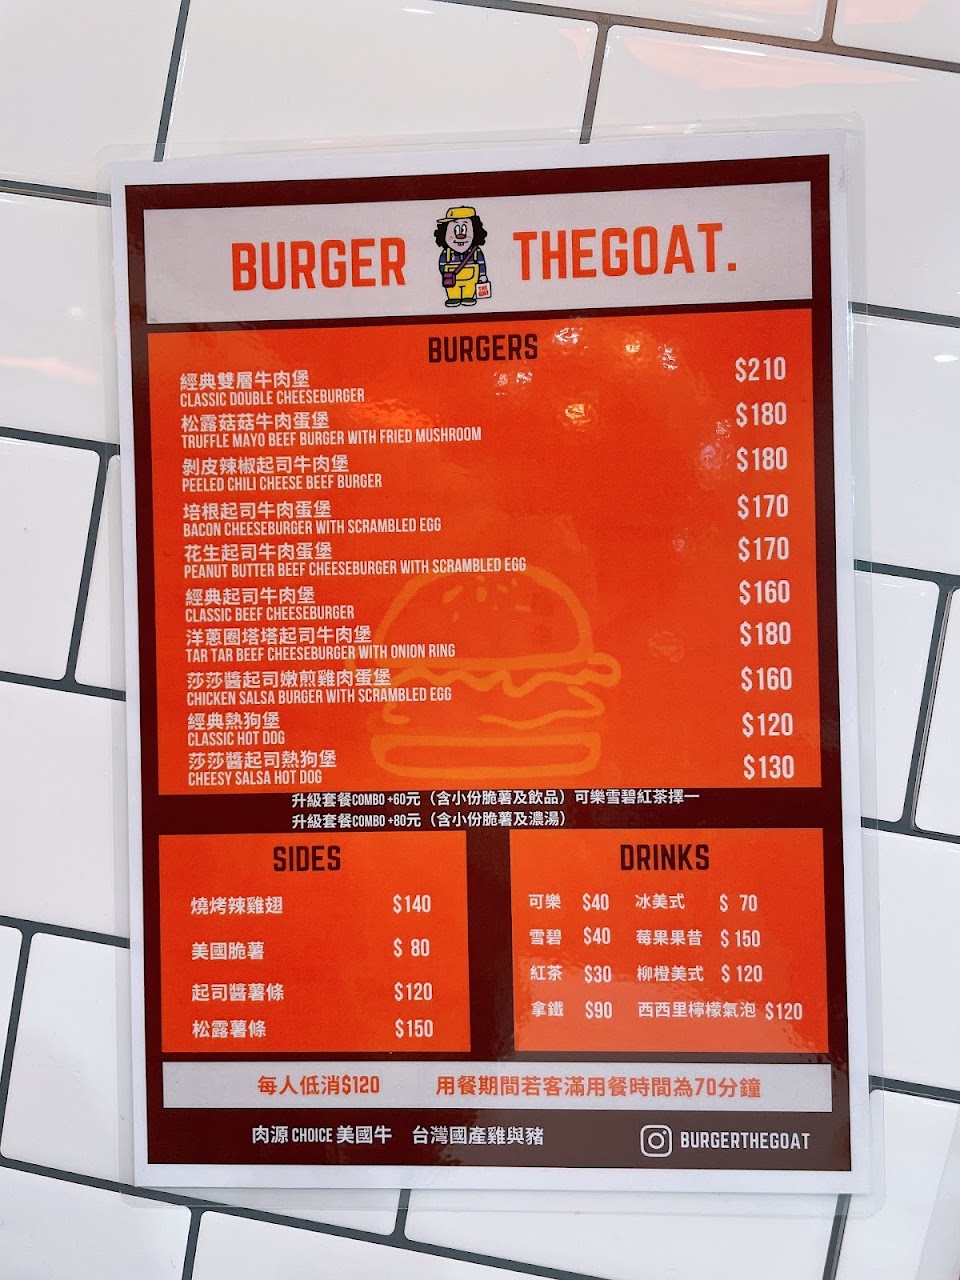 BURGER THEGOAT.
THE GOAT
BURGERS
經典雙層牛肉堡 $210
CLASSIC DOUBLE CHEESEBURGER
松露菇菇牛肉蛋堡 $180
TRUFFLE MAYO BEEF BURGER WITH FRIED MUSHROOM
剝皮辣椒起司牛肉堡 $180
PEELED CHILI CHEESE BEEF BURGER
培根起司牛肉蛋堡 $170
BACON CHEESEBURGER WITH SCRAMBLED EGG
花生起司牛肉蛋堡 $170
PEANUT BUTTER BEEF CHEESEBURGER WITH SCRAMBLED EGG
經典起司牛肉堡 $160
CLASSIC BEEF CHEESEBURGER
洋蔥圈塔塔起司牛肉堡 $180
TAR TAR BEEF CHEESEBURGER WITH ONION RING
莎莎醬起司嫩煎雞肉蛋堡 $160
CHICKEN SALSA BURGER WITH SCRAMBLED EGG
經典熱狗堡 $120
CLASSIC HOT DOG
莎莎醬起司熱狗堡 $130
CHEESY SALSA HOT DOG
升級套餐COMBO +60元（含小份脆薯及飲品）可樂雪碧紅茶擇一
升級套餐COMBO +80元（含小份脆薯及濃湯）
SIDES
燒烤辣雞翅 $140
美國脆薯 $ 80
起司醬薯條 $120
松露薯條 $150
DRINKS
可樂 $40 冰美式 $ 70
雪碧 $40 莓果果昔 $ 150
紅茶 $30 柳橙美式 $ 120
拿鐵 $90 西西里檸檬氣泡 $120
每人低消$120 用餐期間若客滿用餐時間為70分鐘
肉源 CHOICE 美國牛 台灣國產雞與豬 BURGERTHEGOAT